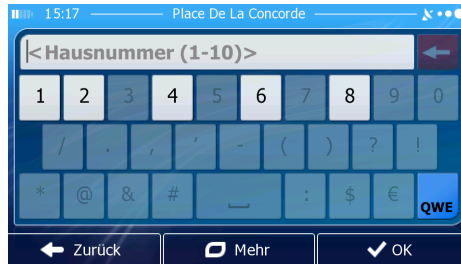 15:17 Place De La Concorde
<Hausnummer (1-10)>
1 2 3 4 5 6 7 8 9 0
/ . , ' - ( ) ? !
* @ & # : $ € QWE
Zurück Mehr OK